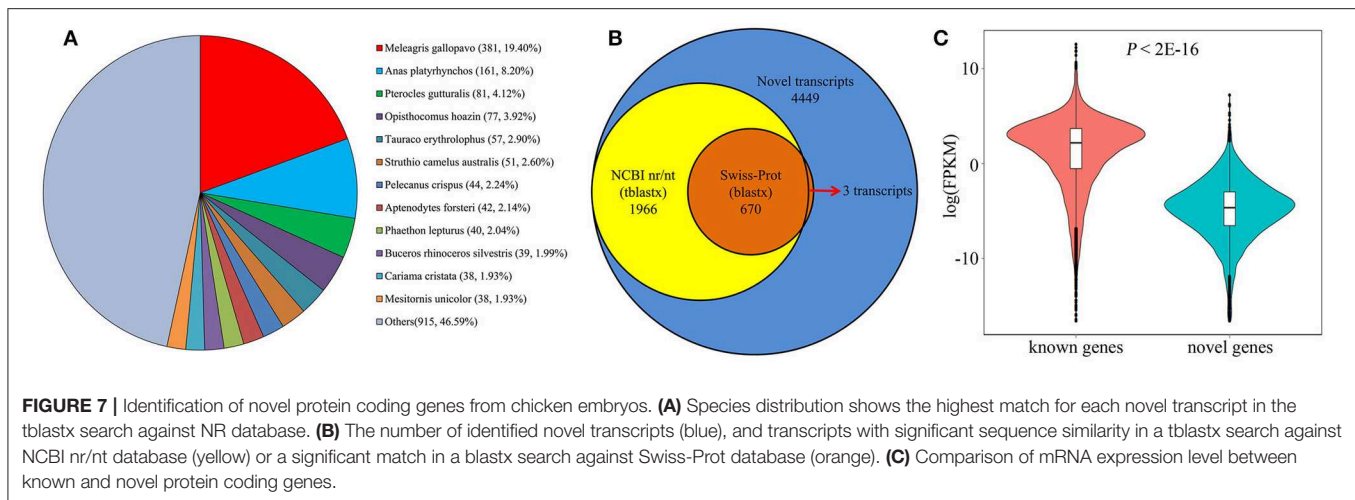 A
Meleagris gallopavo (381, 19.40%)
Anas platyrhynchos (161, 8.20%)
Pterocles gutturalis (81, 4.12%)
Opisthocomus hoazin (77, 3.92%)
Tauraco erythrolophus (57, 2.90%)
Struthio camelus australis (51, 2.60%)
Pelecanus crispus (44, 2.24%)
Aptenodytes forsteri (42, 2.14%)
Phaethon lepturus (40, 2.04%)
Buceros rhinoceros silvestris (39, 1.99%)
Cariama cristata (38, 1.93%)
Mesitornis unicolor (38, 1.93%)
Others(915, 46.59%)
B
Novel transcripts
4449
NCBI nr/nt
(tblastx)
1966
Swiss-Prot
(blastx)
670
3 transcripts
C
P < 2E-16
log(FPKM)
10
0
-10
known genes
novel genes
FIGURE 7 | Identification of novel protein coding genes from chicken embryos. (A) Species distribution shows the highest match for each novel transcript in the
tblastx search against NR database. (B) The number of identified novel transcripts (blue), and transcripts with significant sequence similarity in a tblastx search against
NCBI nr/nt database (yellow) or a significant match in a blastx search against Swiss-Prot database (orange). (C) Comparison of mRNA expression level between
known and novel protein coding genes.